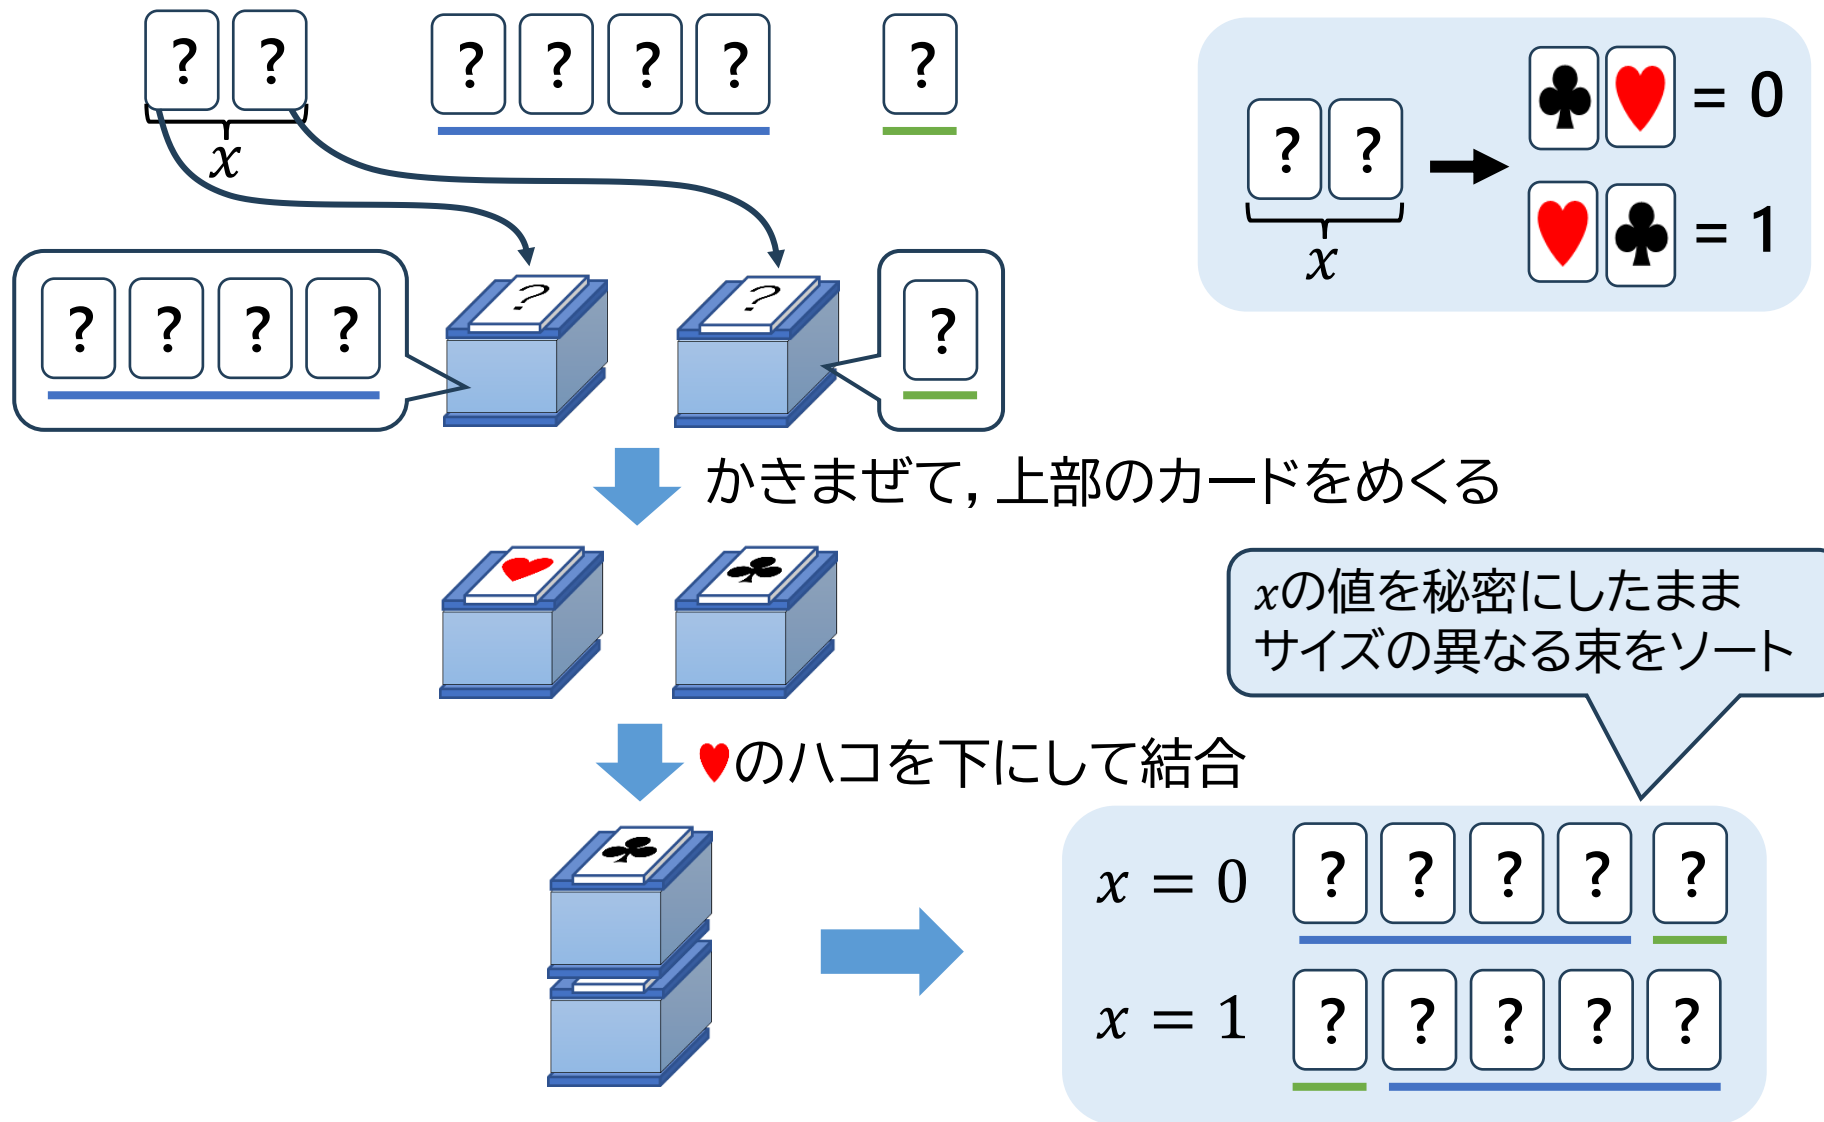 ? ? ? ? ? ? ?
x
? ? ? ? ? ? ?
? ?
x
♣ ♥ = 0
♥ ♣ = 1
かきまぜて, 上部のカードをめくる
♥ ♣
♥のハコを下にして結合
♣
xの値を秘密にしたまま
サイズの異なる束をソート
x = 0 ? ? ? ? ?
x = 1 ? ? ? ? ?